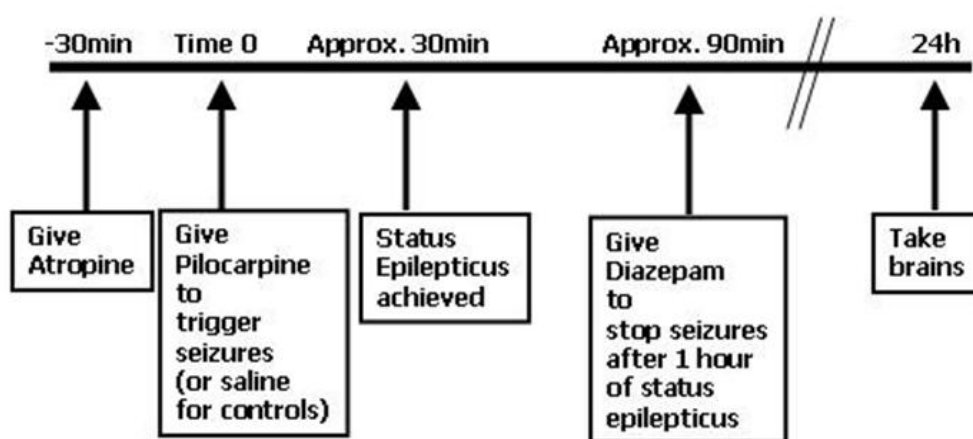 -30min Time 0 Approx. 30min Approx. 90min 24h
Give
Atropine
Give
Pilocarpine
to
trigger
seizures
(or saline
for controls)
Status
Epilepticus
achieved
Give
Diazepam
to
stop seizures
after 1 hour
of status
epilepticus
Take
brains